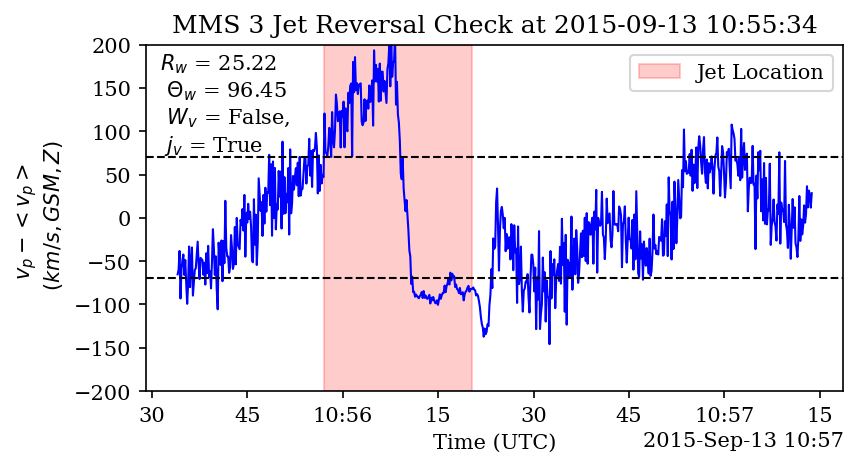 MMS 3 Jet Reversal Check at 2015-09-13 10:55:34
R_w = 25.22
Θ_w = 96.45
W_v = False,
j_v = True
Jet Location
v_p − < v_p >
(km/s, GSM, Z)
200
150
100
50
0
−50
−100
−150
−200
30 45 10:56 15 30 45 10:57 15
Time (UTC)
2015-Sep-13 10:57